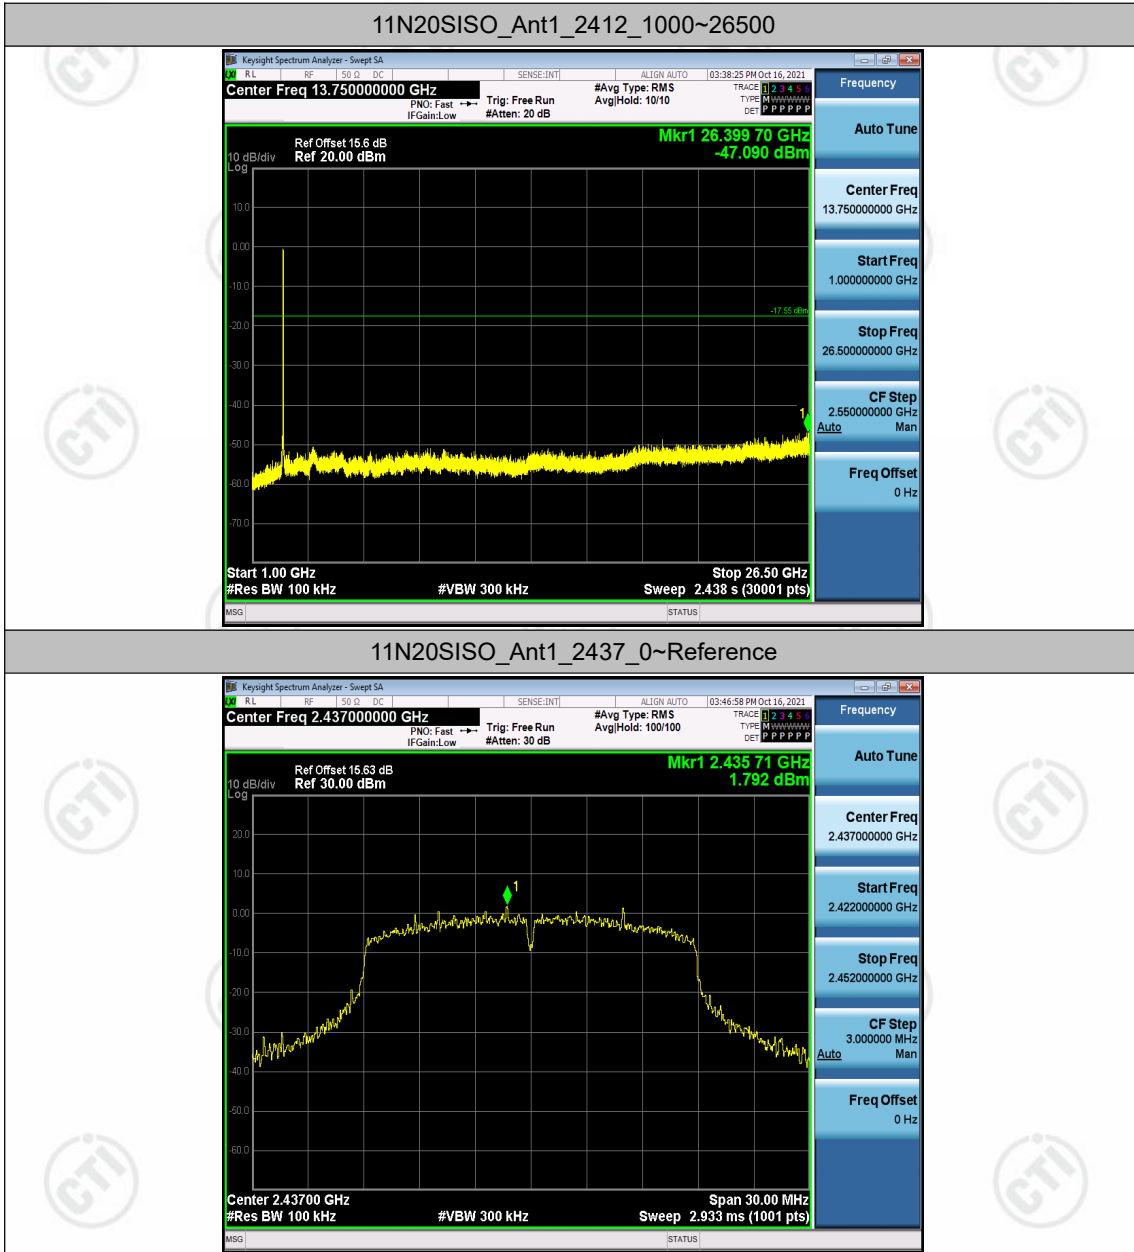 11N20SISO_Ant1_2412_1000~26500
Keysight Spectrum Analyzer - Swept SA
LXI RL RF 50 Ω DC SENSE:INT ALIGN AUTO 03:38:25 PM Oct 16, 2021
Center Freq 13.750000000 GHz
PNO: Fast
IFGain:Low
Trig: Free Run
#Atten: 20 dB
#Avg Type: RMS
Avg|Hold: 10/10
TRACE 1 2 3 4 5 6
TYPE M W W W W W
DET P P P P P P
Mkr1 26.399 70 GHz
-47.090 dBm
Ref Offset 15.6 dB
10 dB/div Ref 20.00 dBm
Log
10.0
0.00
-10.0
-17.55 dBm
-20.0
-30.0
-40.0
1
-50.0
-60.0
-70.0
Start 1.00 GHz Stop 26.50 GHz
#Res BW 100 kHz #VBW 300 kHz Sweep 2.438 s (30001 pts)
MSG STATUS
Frequency
Auto Tune
Center Freq
13.750000000 GHz
Start Freq
1.000000000 GHz
Stop Freq
26.500000000 GHz
CF Step
2.550000000 GHz
Auto Man
Freq Offset
0 Hz
11N20SISO_Ant1_2437_0~Reference
Keysight Spectrum Analyzer - Swept SA
LXI RL RF 50 Ω DC SENSE:INT ALIGN AUTO 03:46:58 PM Oct 16, 2021
Center Freq 2.437000000 GHz
PNO: Fast
IFGain:Low
Trig: Free Run
#Atten: 30 dB
#Avg Type: RMS
Avg|Hold: 100/100
TRACE 1 2 3 4 5 6
TYPE M W W W W W
DET P P P P P P
Mkr1 2.435 71 GHz
1.792 dBm
Ref Offset 15.63 dB
10 dB/div Ref 30.00 dBm
Log
20.0
10.0
1
0.00
-10.0
-20.0
-30.0
-40.0
-50.0
-60.0
Center 2.43700 GHz Span 30.00 MHz
#Res BW 100 kHz #VBW 300 kHz Sweep 2.933 ms (1001 pts)
MSG STATUS
Frequency
Auto Tune
Center Freq
2.437000000 GHz
Start Freq
2.422000000 GHz
Stop Freq
2.452000000 GHz
CF Step
3.000000 MHz
Auto Man
Freq Offset
0 Hz
CTI
CTI
CTI
CTI
CTI
CTI
CTI
CTI